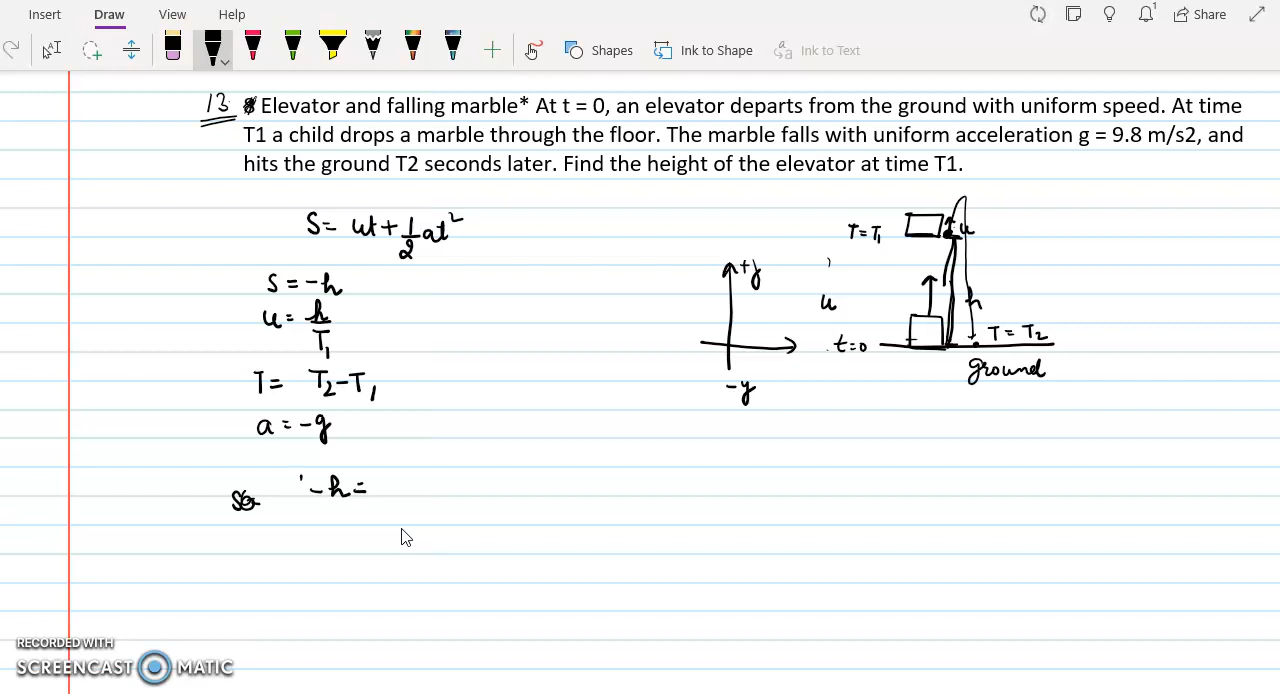 Insert Draw View Help
1 Share
Shapes Ink to Shape Ink to Text
13. Elevator and falling marble* At t = 0, an elevator departs from the ground with uniform speed. At time
T1 a child drops a marble through the floor. The marble falls with uniform acceleration g = 9.8 m/s2, and
hits the ground T2 seconds later. Find the height of the elevator at time T1.
S = ut + 1/2 at²
S = -h
u = h/T₁
T = T₂-T₁
a = -g
So -h =
T = T₁
u
+y
u
h
t=0
T = T₂
-y
ground
RECORDED WITH
SCREENCAST MATIC